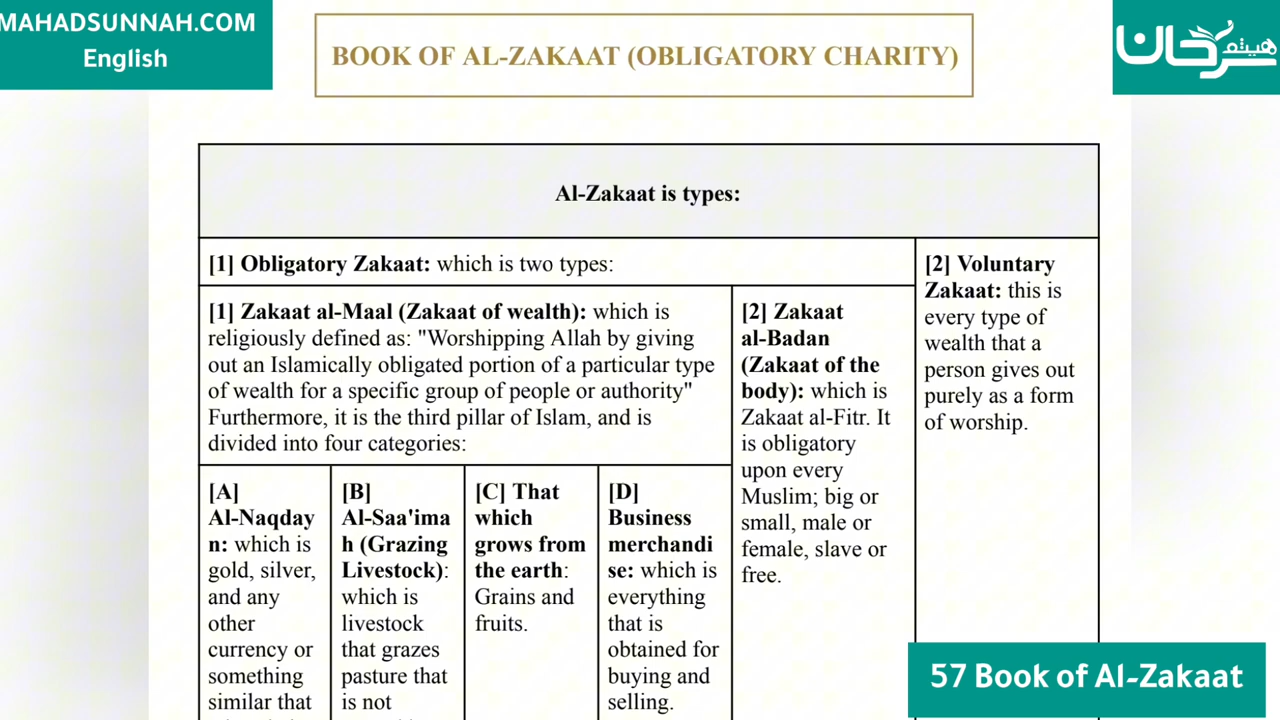 MAHADSUNNAH.COM
English
BOOK OF AL-ZAKAAT (OBLIGATORY CHARITY)
هيثم
سرحان
Al-Zakaat is types:
[1] Obligatory Zakaat: which is two types:
[1] Zakaat al-Maal (Zakaat of wealth): which is
religiously defined as: "Worshipping Allah by giving
out an Islamically obligated portion of a particular type
of wealth for a specific group of people or authority"
Furthermore, it is the third pillar of Islam, and is
divided into four categories:
[A]
Al-Naqday
n: which is
gold, silver,
and any
other
currency or
something
similar that
[B]
Al-Saa'ima
h (Grazing
Livestock):
which is
livestock
that grazes
pasture that
is not
[C] That
which
grows from
the earth:
Grains and
fruits.
[D]
Business
merchandi
se: which is
everything
that is
obtained for
buying and
selling.
[2] Zakaat
al-Badan
(Zakaat of the
body): which is
Zakaat al-Fitr. It
is obligatory
upon every
Muslim; big or
small, male or
female, slave or
free.
[2] Voluntary
Zakaat: this is
every type of
wealth that a
person gives out
purely as a form
of worship.
57 Book of Al-Zakaat